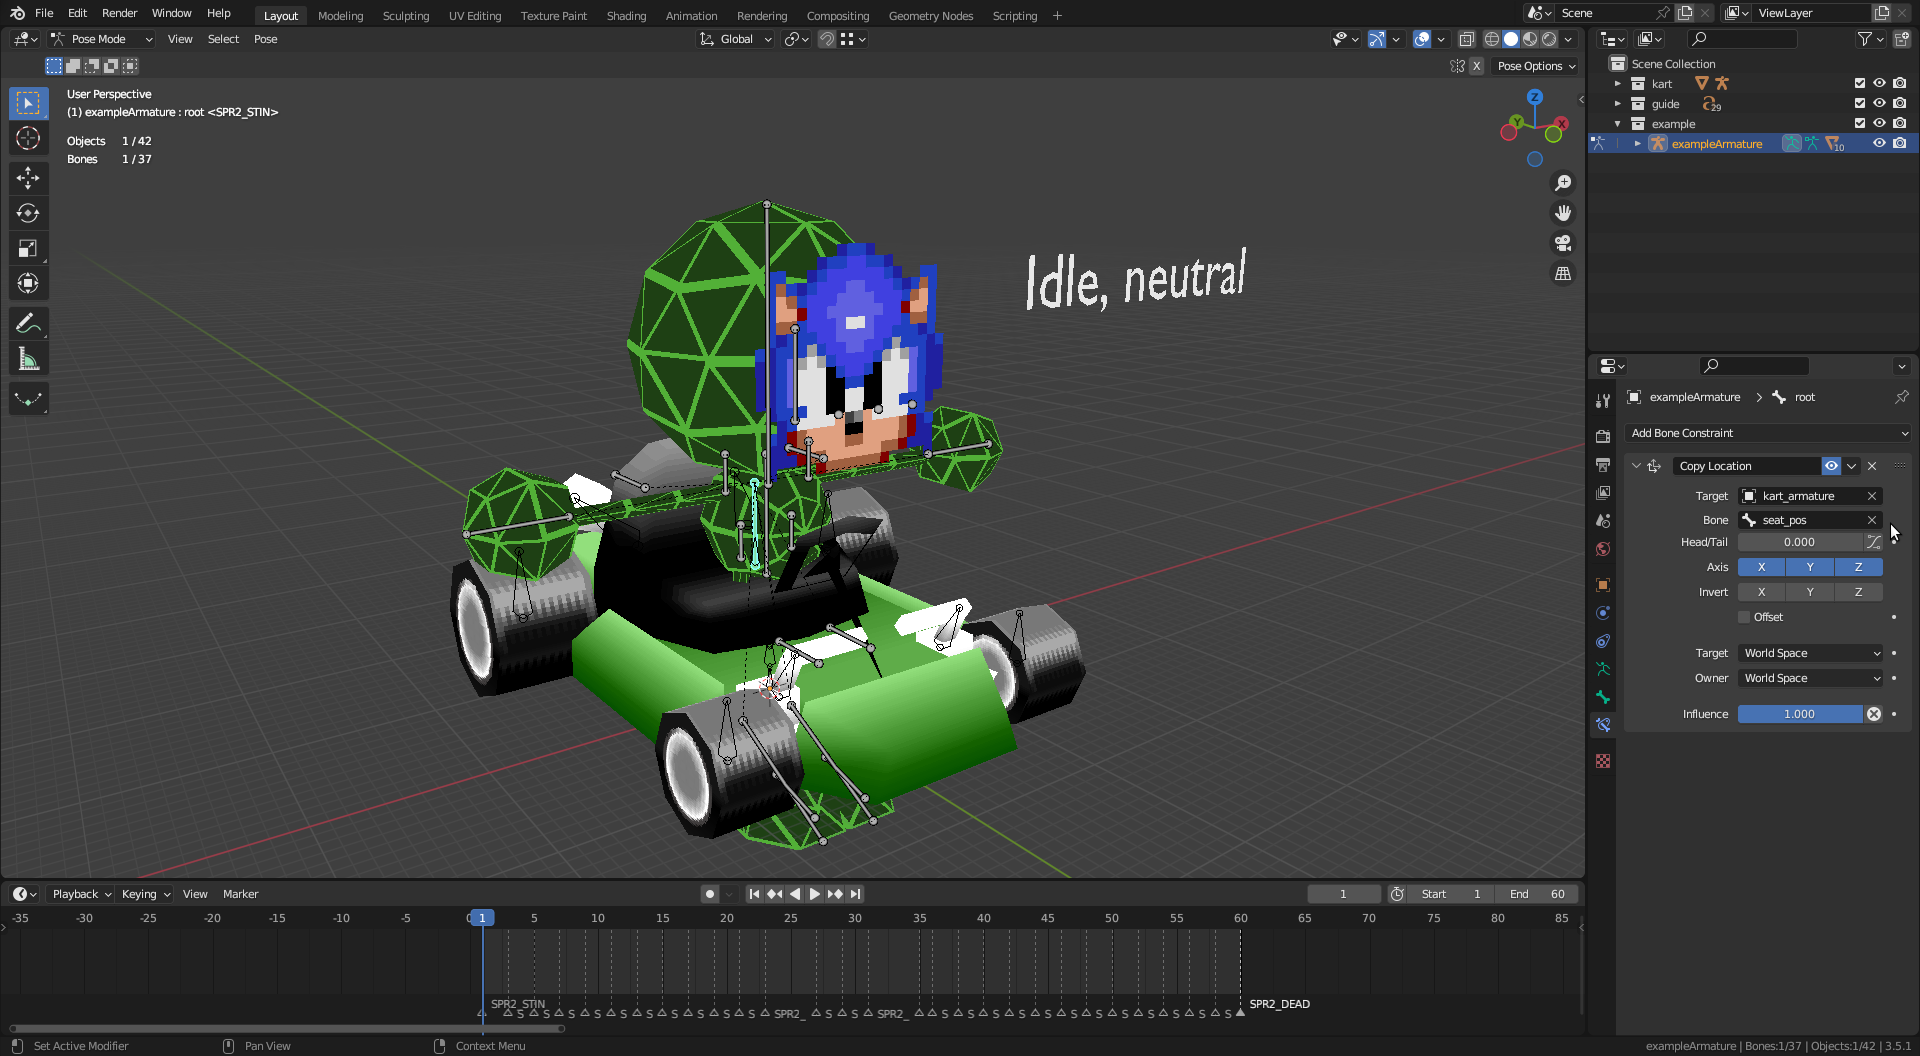 File Edit Render Window Help Layout Modeling Sculpting UV Editing Texture Paint Shading Animation Rendering Compositing Geometry Nodes Scripting + Scene ViewLayer
Pose Mode View Select Pose Global
X Pose Options
User Perspective
(1) exampleArmature : root <SPR2_STIN>
Objects 1 / 42
Bones 1 / 37
Z
Y
X
Idle, neutral
Scene Collection
kart
guide 29
example
exampleArmature 10
exampleArmature > root
Add Bone Constraint
Copy Location
Target kart_armature
Bone seat_pos
Head/Tail 0.000
Axis X Y Z
Invert X Y Z
Offset
Target World Space
Owner World Space
Influence 1.000
Playback Keying View Marker 1 Start 1 End 60
-35 -30 -25 -20 -15 -10 -5 0 1 5 10 15 20 25 30 35 40 45 50 55 60 65 70 75 80 85
SPR2_STIN SPR2_DEAD
S S S S S S S S S S S SPR2_ S S SPR2_ S S S S S S S S S S S S
Set Active Modifier Pan View Context Menu exampleArmature | Bones:1/37 | Objects:1/42 | 3.5.1